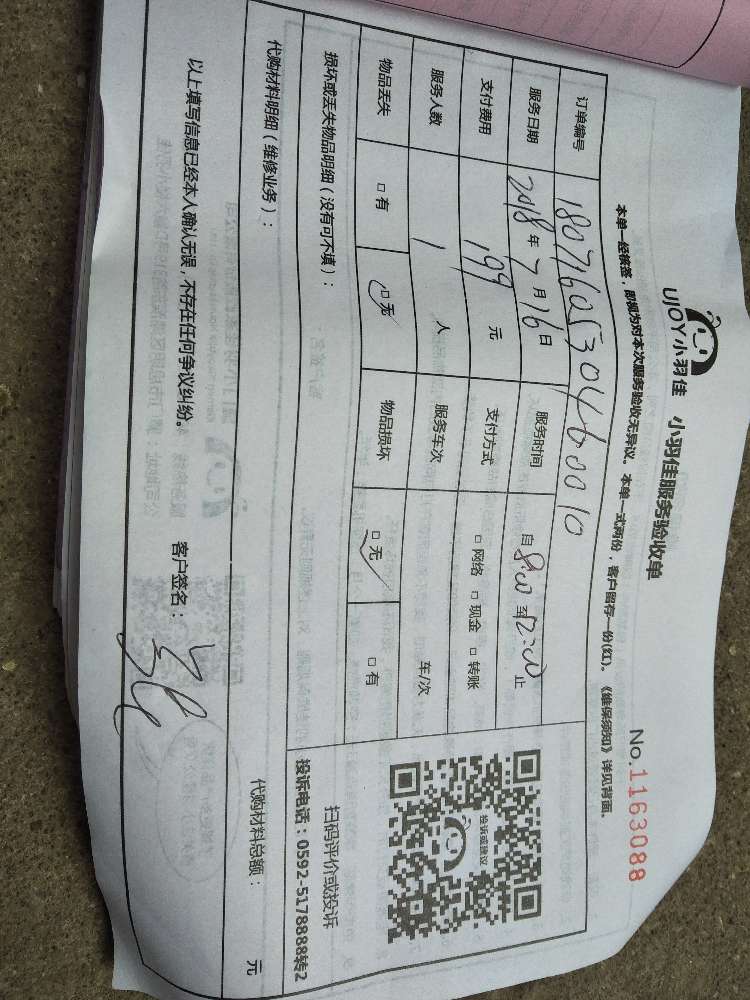 UJOY小羽佳 小羽佳服务验收单
No.1163088
本单一经核签，即视为对本次服务验收无异议。本单一式两份，客户留存一份(红)。《维保须知》详见背面。
订单编号 18071605304600010
服务日期 2018年7月16日 服务时间 自8:00至12:00止
支付费用 199元 支付方式 □网络 □现金 □转账
服务人数 1人 服务车次 车/次
物品丢失 □有 □无 物品损坏 □无 □有
投诉或建议
扫码评价或投诉
投诉电话：0592-5178888转2
损坏或丢失物品明细（没有可不填）：
代购材料明细（维修业务）：
代购材料总额： 元
以上填写信息已经本人确认无误，不存在任何争议纠纷。 客户签名：